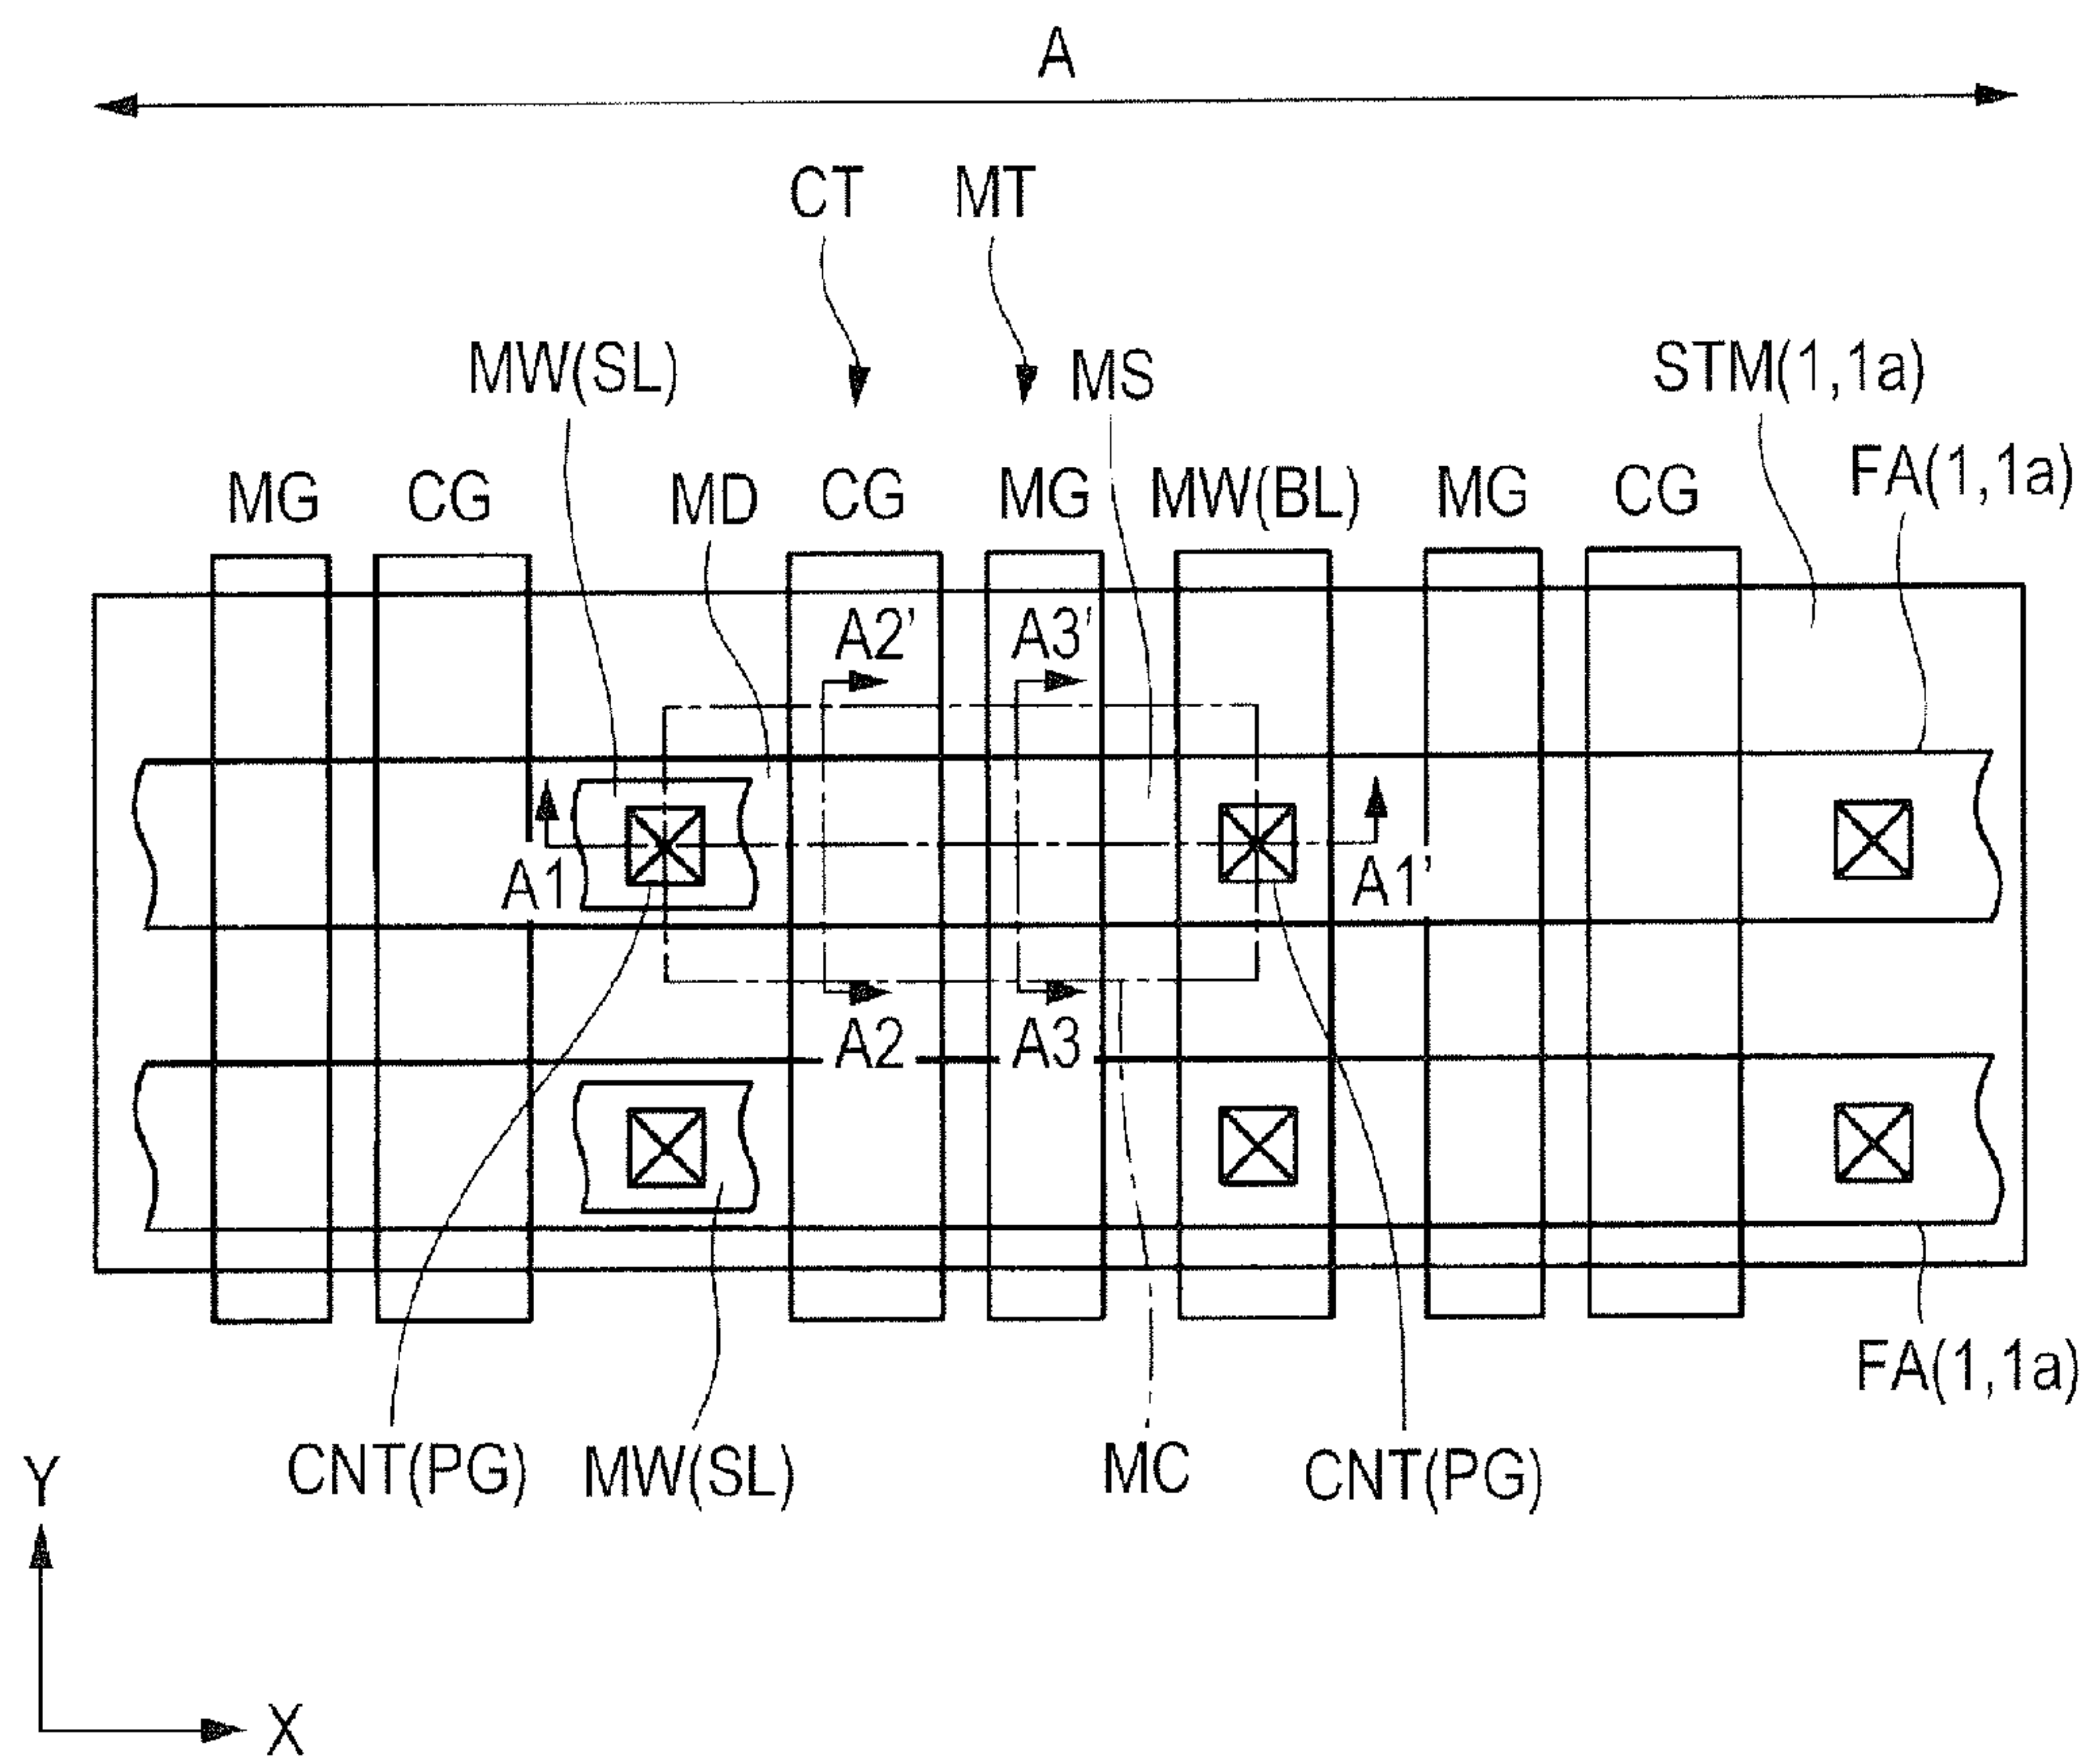 A
CT MT
MW(SL) MS STM(1,1a)
MG CG MD CG MG MW(BL) MG CG FA(1,1a)
A2’ A3’
A1 A1’
A2 A3
FA(1,1a)
CNT(PG) MW(SL) MC CNT(PG)
Y
X